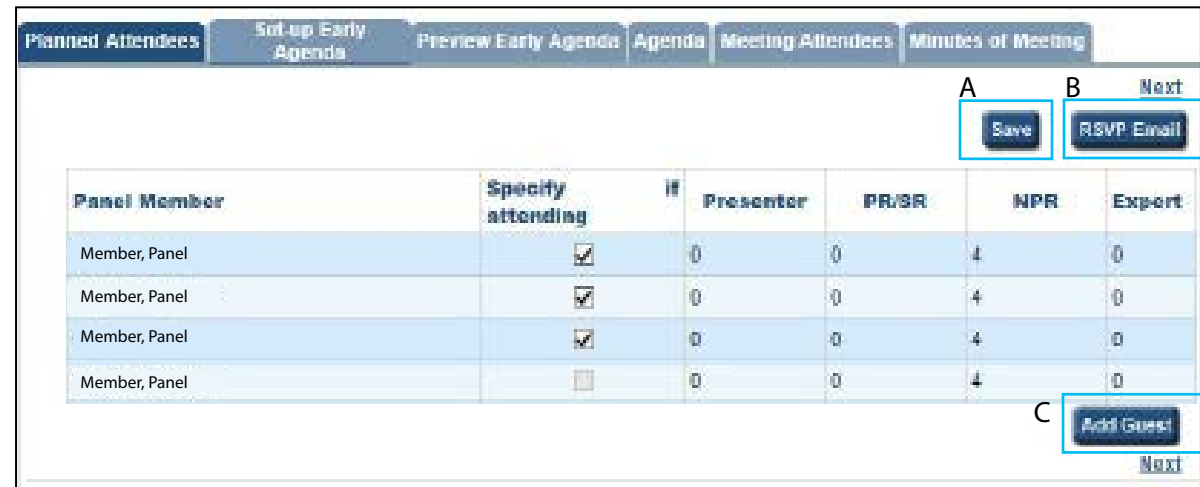 Planned Attendees Set-up Early Agenda Preview Early Agenda Agenda Meeting Attendees Minutes of Meeting
A B Next
Save RSVP Email
Panel Member Specify if attending Presenter PR/SR NPR Expert
Member, Panel 0 0 4 0
Member, Panel 0 0 4 0
Member, Panel 0 0 4 0
Member, Panel 0 0 4 0
C Add Guest
Next